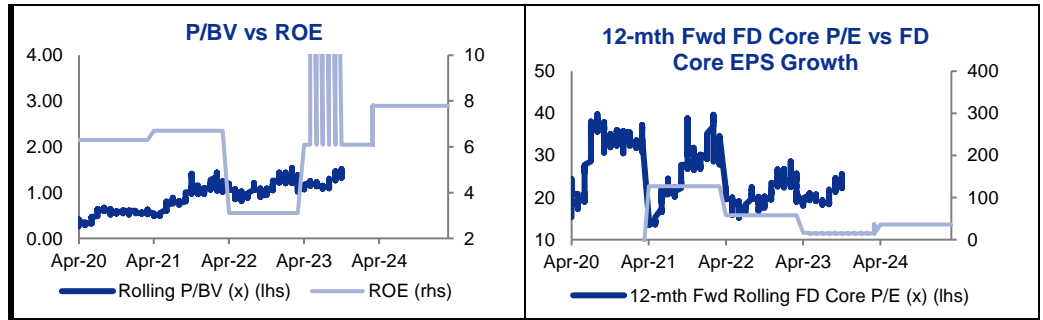 P/BV vs ROE
4.00
3.00
2.00
1.00
0.00
10
8
6
4
2
Apr-20 Apr-21 Apr-22 Apr-23 Apr-24
Rolling P/BV (x) (lhs) ROE (rhs)
12-mth Fwd FD Core P/E vs FD
Core EPS Growth
50
40
30
20
10
400
300
200
100
0
Apr-20 Apr-21 Apr-22 Apr-23 Apr-24
12-mth Fwd Rolling FD Core P/E (x) (lhs)